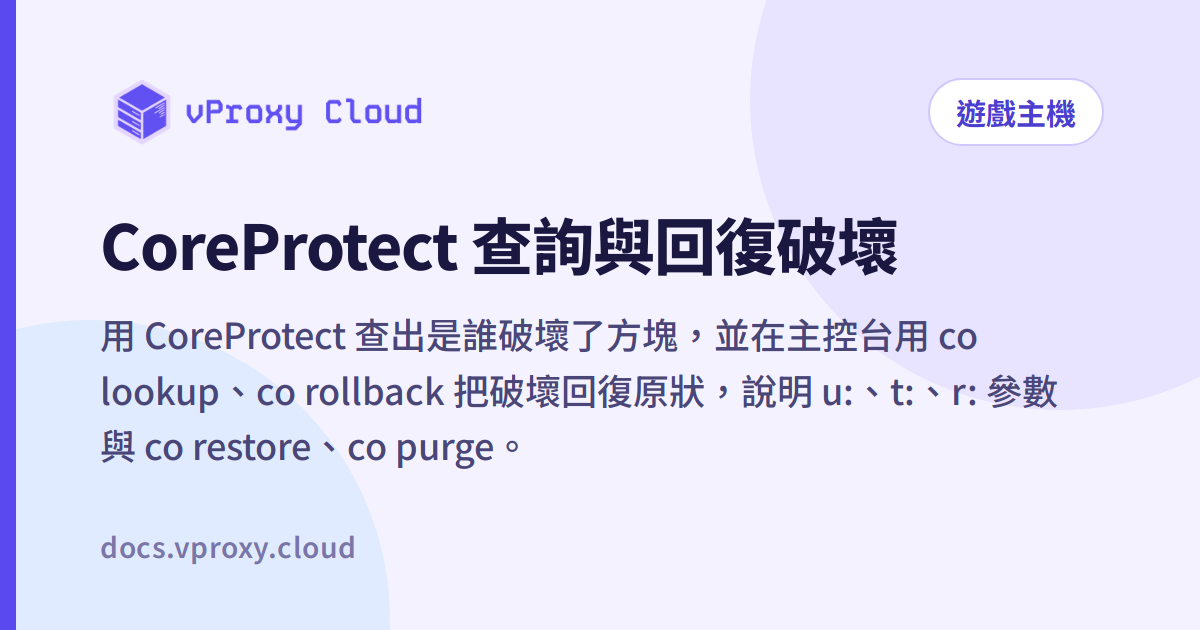 vProxy Cloud
遊戲主機
CoreProtect 查詢與回復破壞
用 CoreProtect 查出是誰破壞了方塊，並在主控台用 co
lookup、co rollback 把破壞回復原狀，說明 u:、t:、r: 參數
與 co restore、co purge。
docs.vproxy.cloud